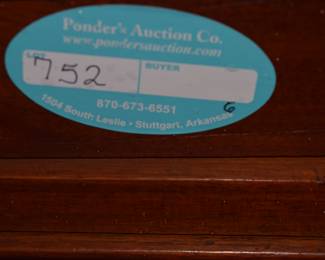 Ponder's Auction Co.
www.pondersauction.com
LOT
752
BUYER
6
870-673-6551
1504 South Leslie • Stuttgart, Arkansas